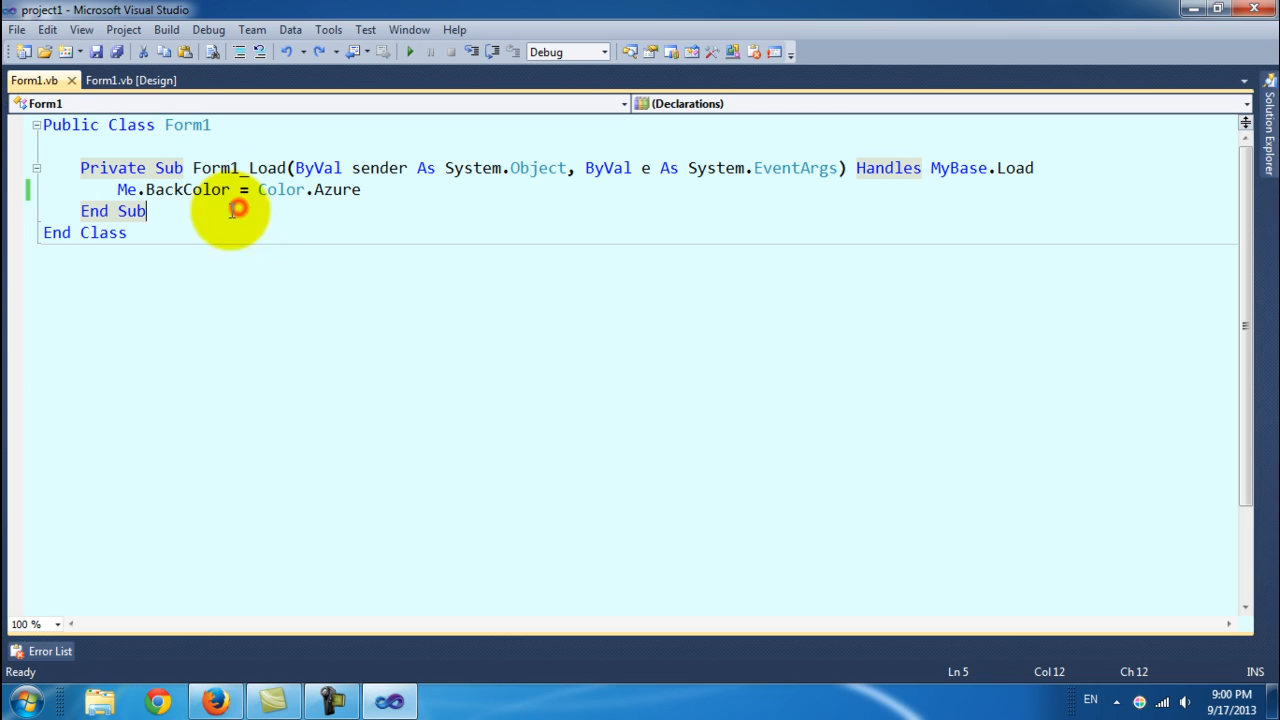 project1 - Microsoft Visual Studio
File Edit View Project Build Debug Team Data Tools Test Window Help
Debug
Form1.vb Form1.vb [Design]
Form1 (Declarations)
Public Class Form1
Private Sub Form1_Load(ByVal sender As System.Object, ByVal e As System.EventArgs) Handles MyBase.Load
Me.BackColor = Color.Azure
End Sub
End Class
Solution Explorer
100 %
Error List
Ready Ln 5 Col 12 Ch 12 INS
EN 9:00 PM
9/17/2013